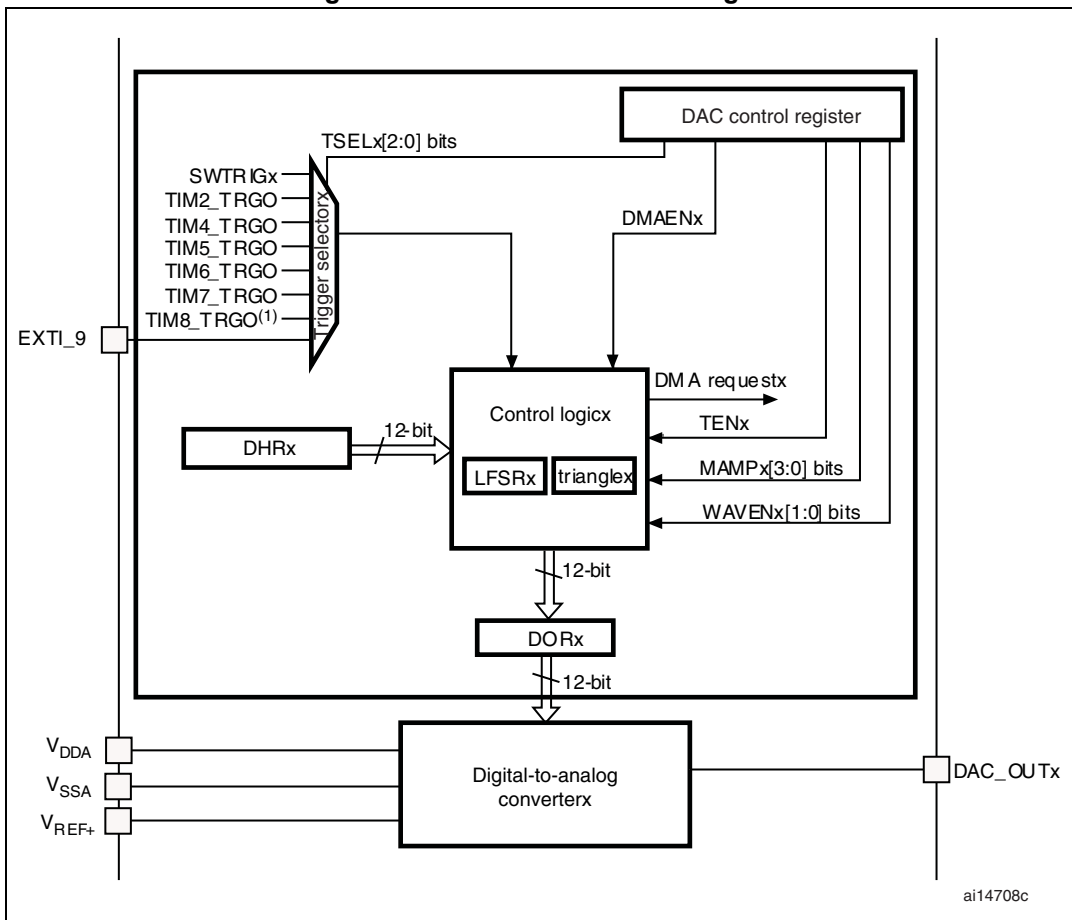 DAC control register
TSELx[2:0] bits
SWTRIGx
TIM2_TRGO
TIM4_TRGO
TIM5_TRGO
TIM6_TRGO
TIM7_TRGO
TIM8_TRGO(1)
EXTI_9
Trigger selectorx
DMAENx
DMA requestx
Control logicx
TENx
12-bit
DHRx
LFSRx
trianglex
MAMPx[3:0] bits
WAVENx[1:0] bits
12-bit
DORx
12-bit
VDDA
VSSA
VREF+
Digital-to-analog
converterx
DAC_OUTx
ai14708c